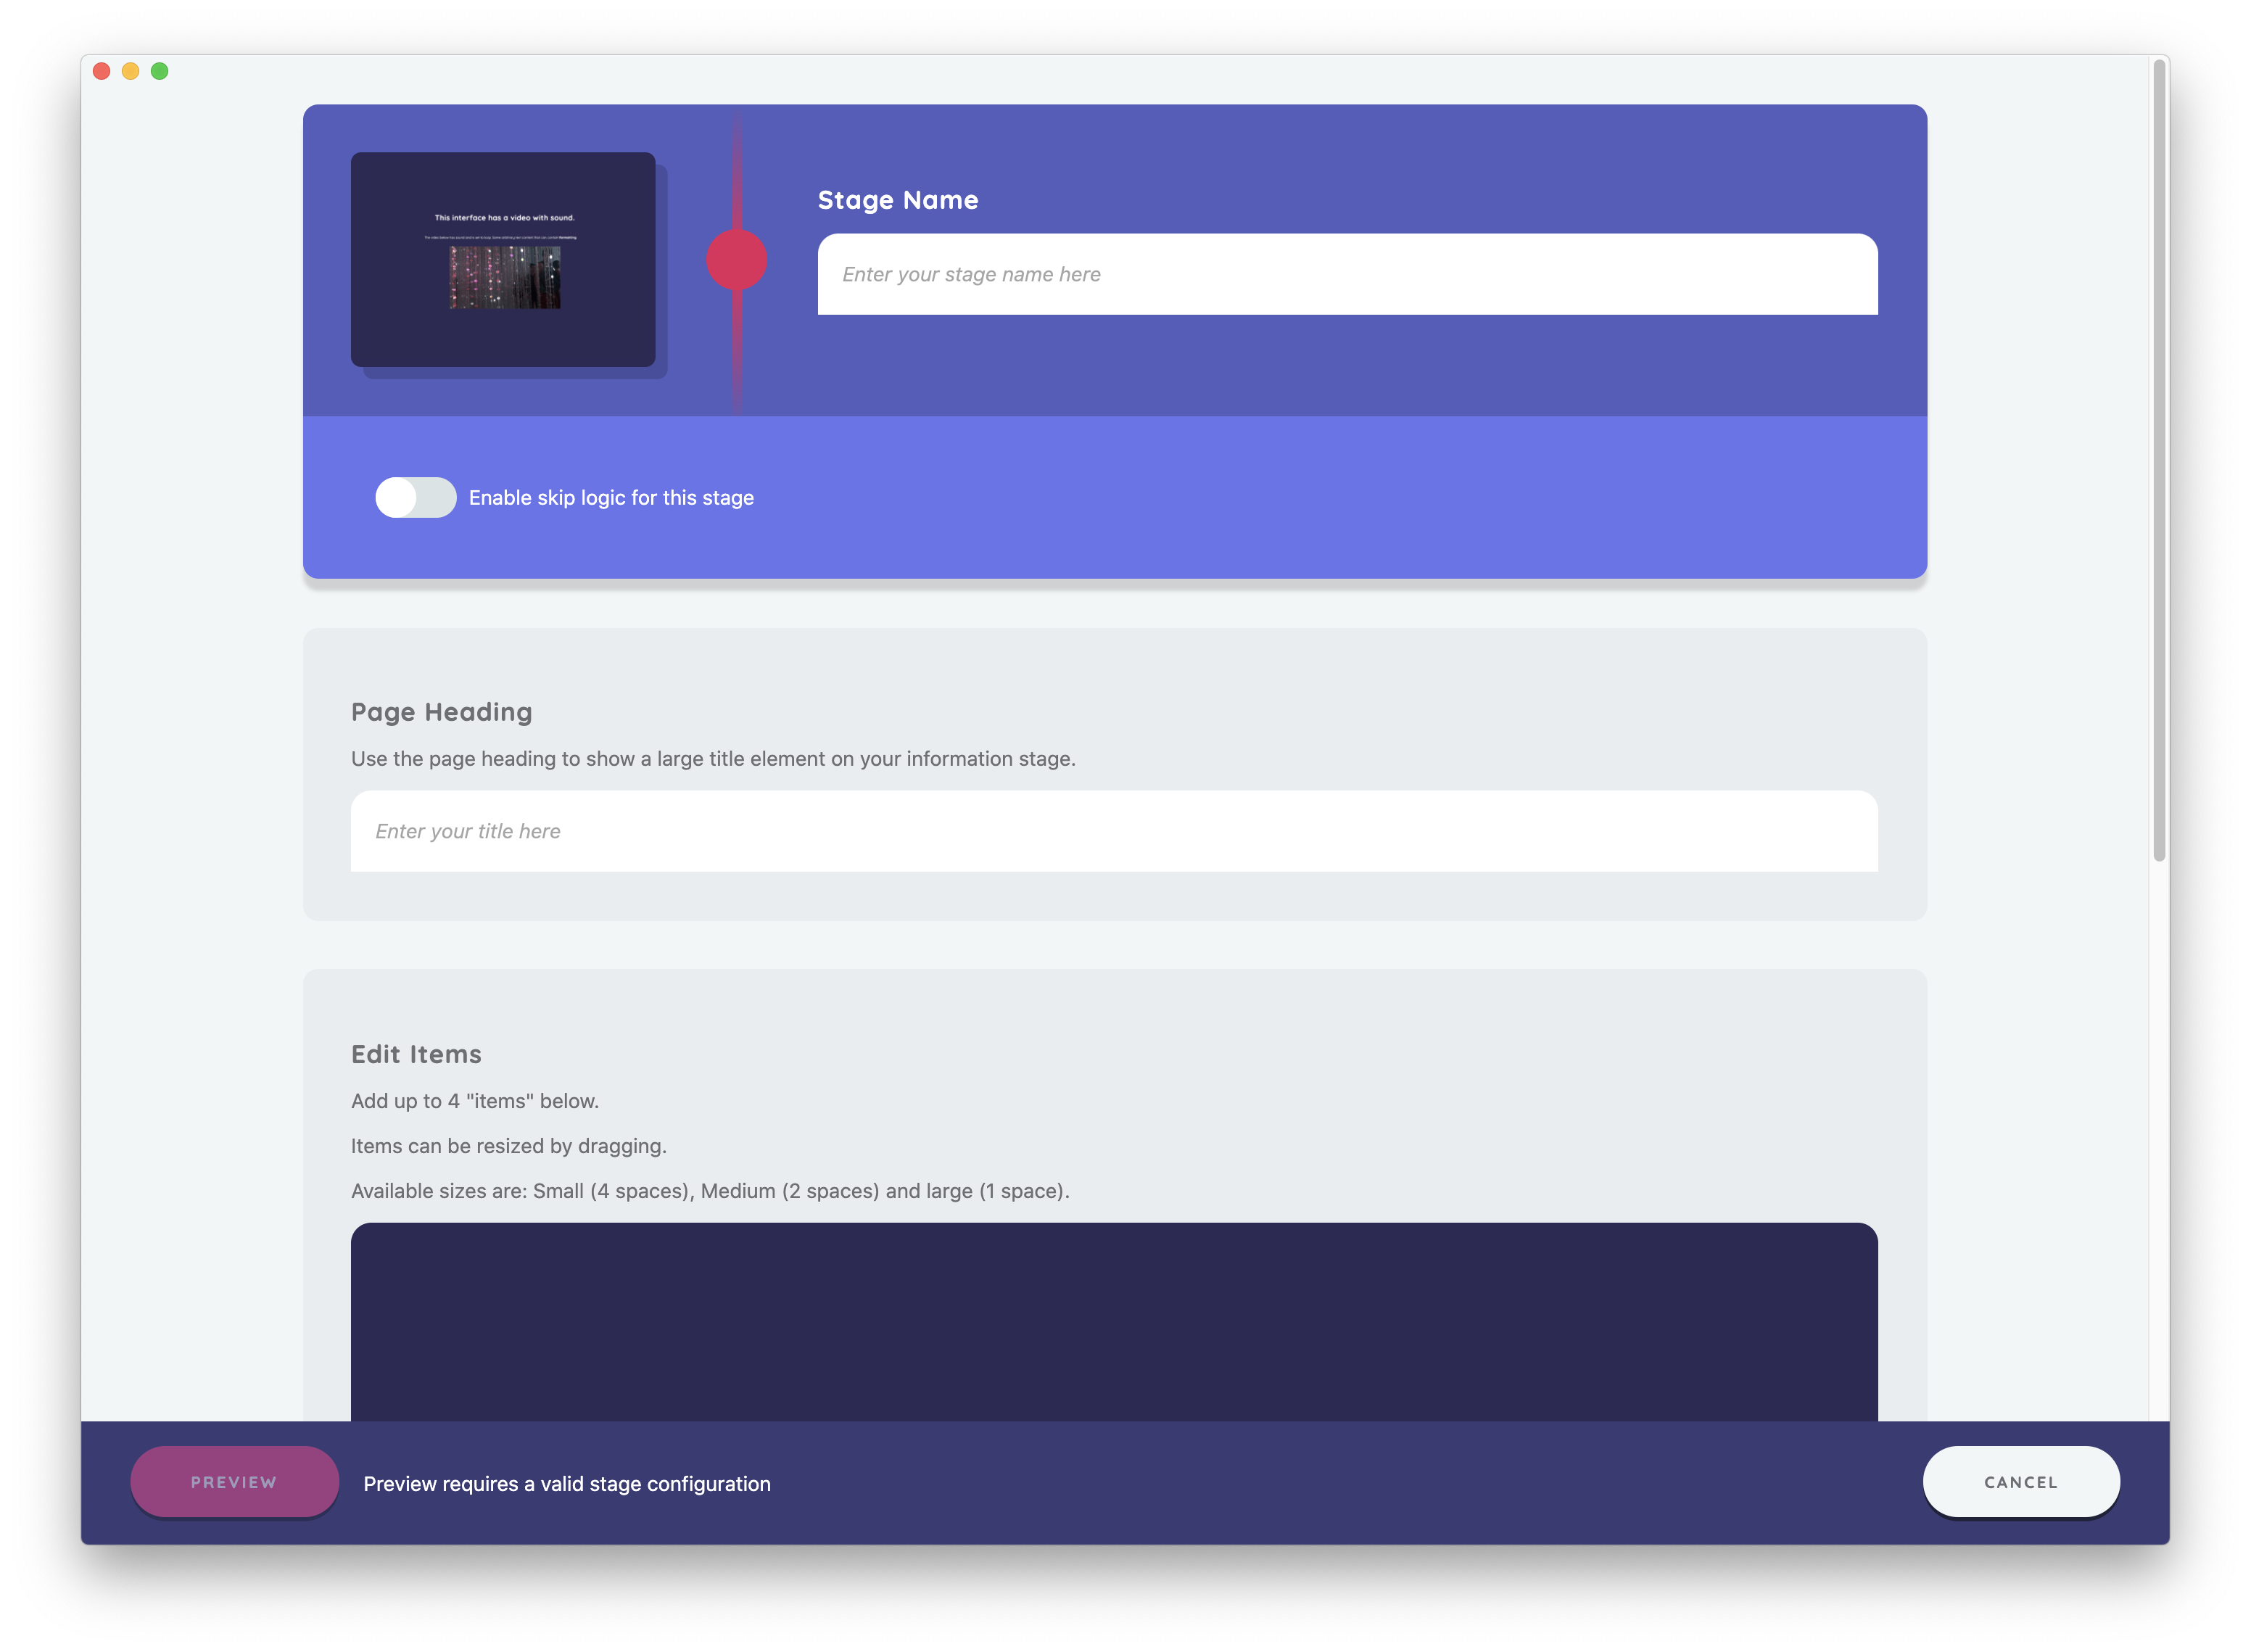 This interface has a video with sound.
Stage Name
Enter your stage name here
Enable skip logic for this stage
Page Heading
Use the page heading to show a large title element on your information stage.
Enter your title here
Edit Items
Add up to 4 "items" below.
Items can be resized by dragging.
Available sizes are: Small (4 spaces), Medium (2 spaces) and large (1 space).
PREVIEW
Preview requires a valid stage configuration
CANCEL